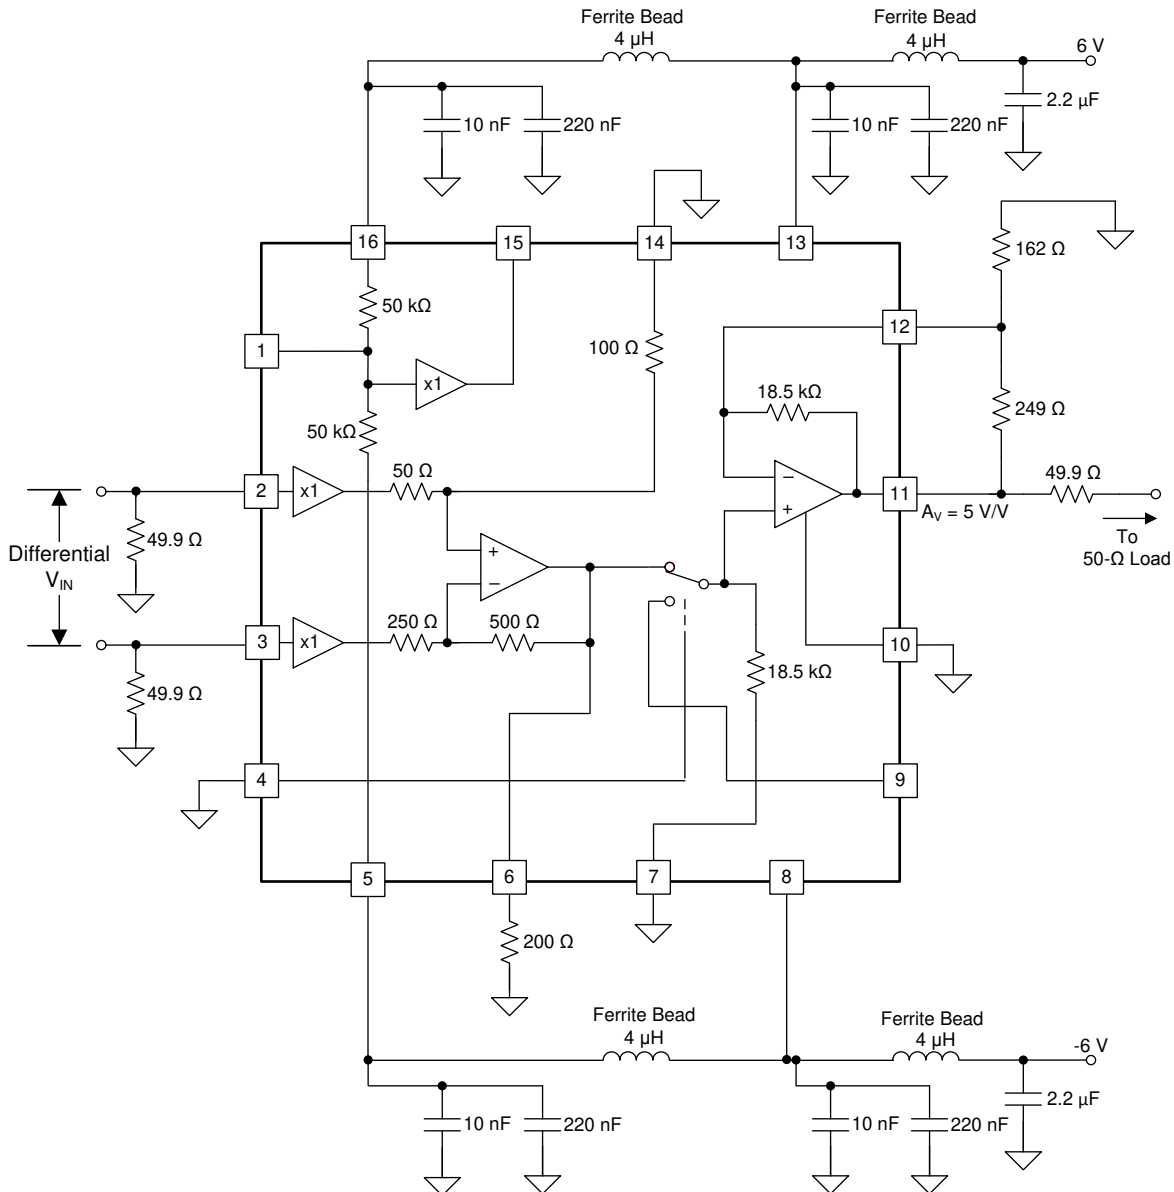 Ferrite Bead
4 µH
Ferrite Bead
4 µH
6 V
10 nF
220 nF
10 nF
220 nF
2.2 µF
16
15
14
13
162 Ω
50 kΩ
12
1
100 Ω
x1
18.5 kΩ
249 Ω
50 kΩ
50 Ω
49.9 Ω
2
x1
−
11
+
A_V = 5 V/V
To
50-Ω Load
49.9 Ω
Differential
V_IN
+
−
250 Ω
500 Ω
3
x1
10
49.9 Ω
18.5 kΩ
4
9
5
6
7
8
200 Ω
Ferrite Bead
4 µH
Ferrite Bead
4 µH
-6 V
10 nF
220 nF
10 nF
220 nF
2.2 µF